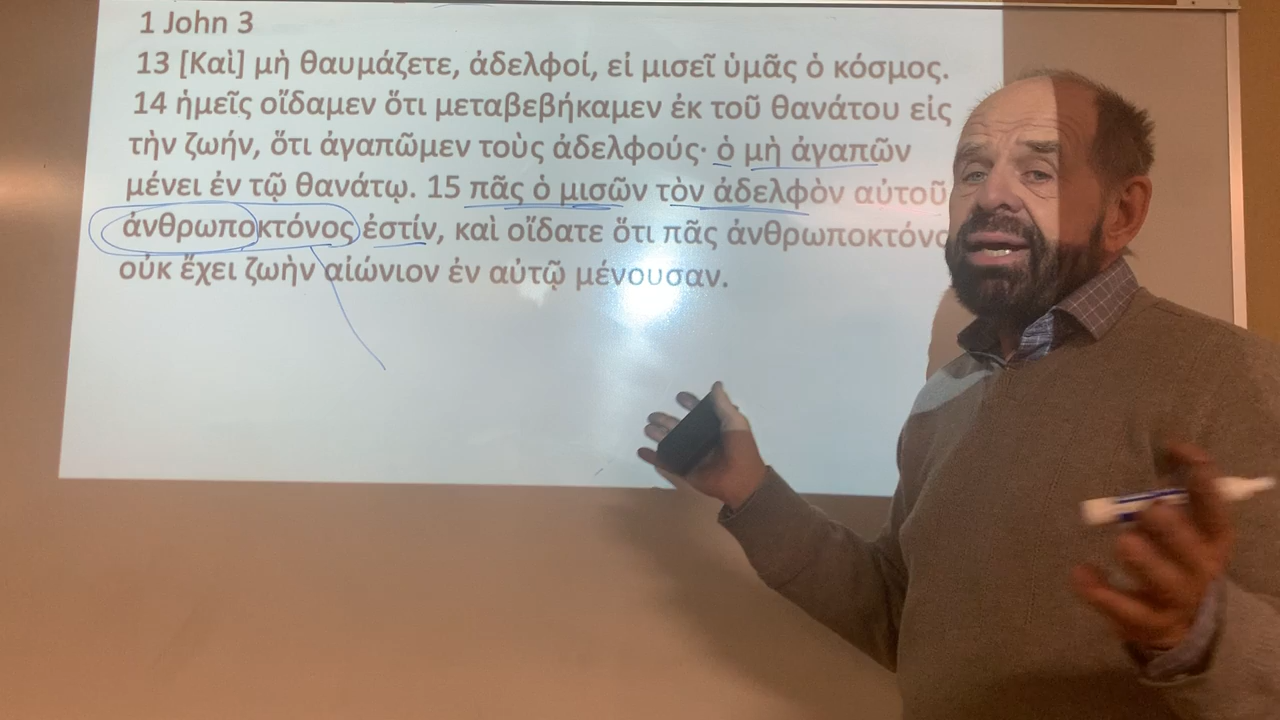 1 John 3
13 [Καὶ] μὴ θαυμάζετε, ἀδελφοί, εἰ μισεῖ ὑμᾶς ὁ κόσμος.
14 ἡμεῖς οἴδαμεν ὅτι μεταβεβήκαμεν ἐκ τοῦ θανάτου εἰς
τὴν ζωήν, ὅτι ἀγαπῶμεν τοὺς ἀδελφούς· ὁ μὴ ἀγαπῶν
μένει ἐν τῷ θανάτῳ. 15 πᾶς ὁ μισῶν τὸν ἀδελφὸν αὐτοῦ
ἀνθρωποκτόνος ἐστίν, καὶ οἴδατε ὅτι πᾶς ἀνθρωποκτόνο
οὐκ ἔχει ζωὴν αἰώνιον ἐν αὐτῷ μένουσαν.